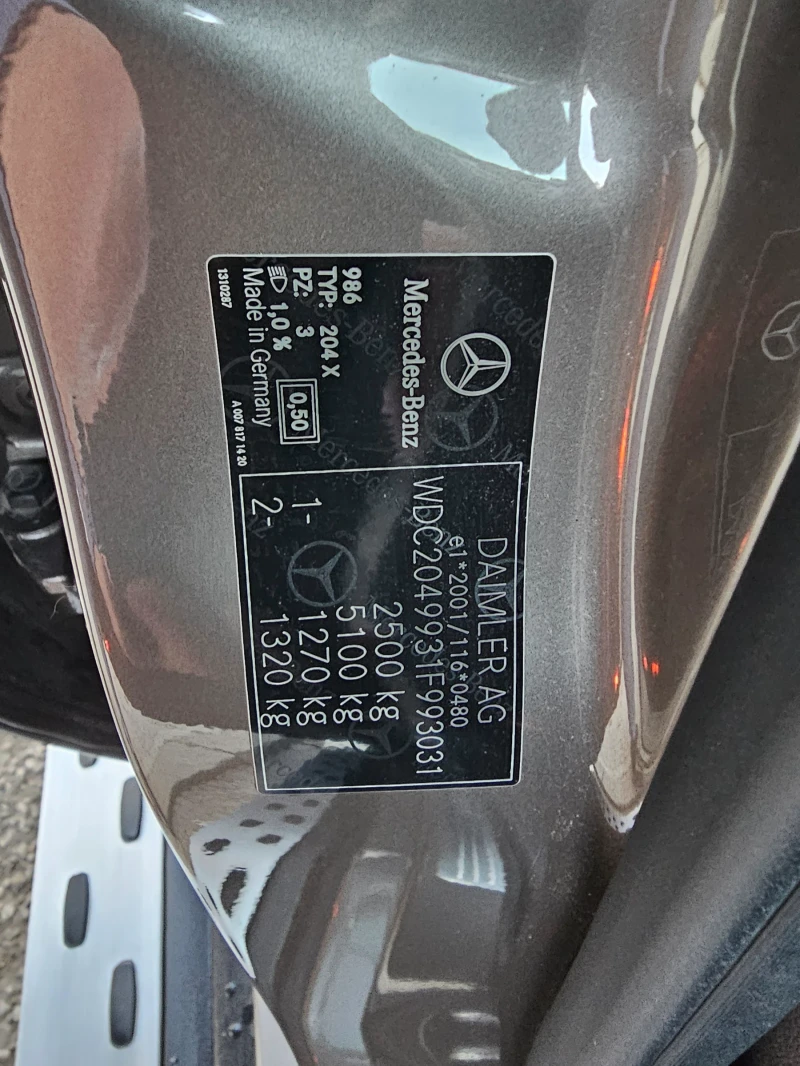 Mercedes-Benz
986
TYP: 204 X
PZ: 3
1,0 %
0,50
Made in Germany
1310287
A 007 817 14 20
DAIMLER AG
e1*2001/116*0480
WDC2049931F993031
2500 kg
5100 kg
1- 1270 kg
2- 1320 kg